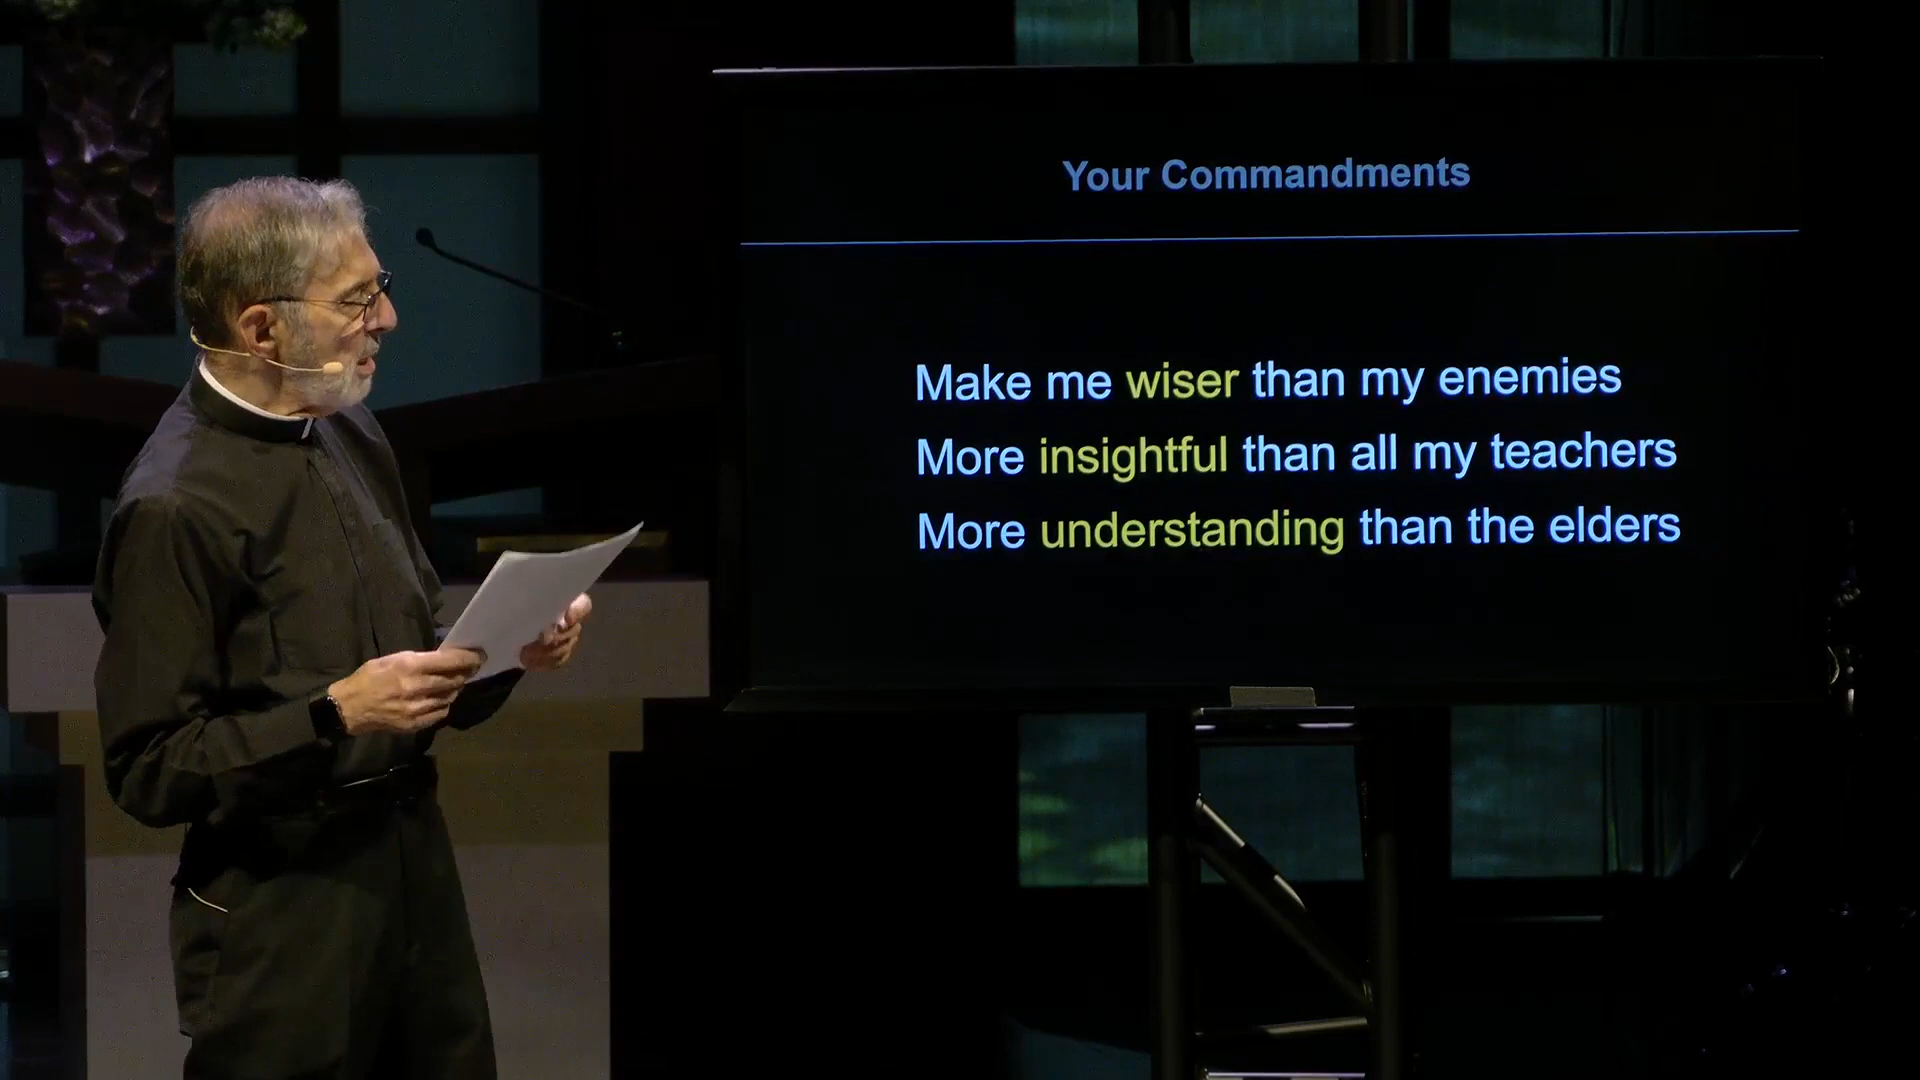 Your Commandments
Make me wiser than my enemies
More insightful than all my teachers
More understanding than the elders